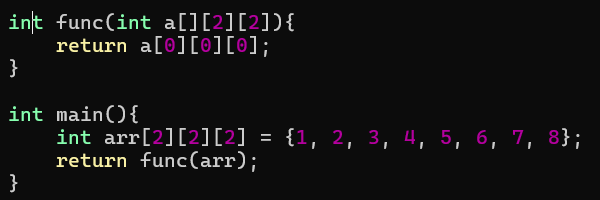 int func(int a[][2][2]){
    return a[0][0][0];
}

int main(){
    int arr[2][2][2] = {1, 2, 3, 4, 5, 6, 7, 8};
    return func(arr);
}